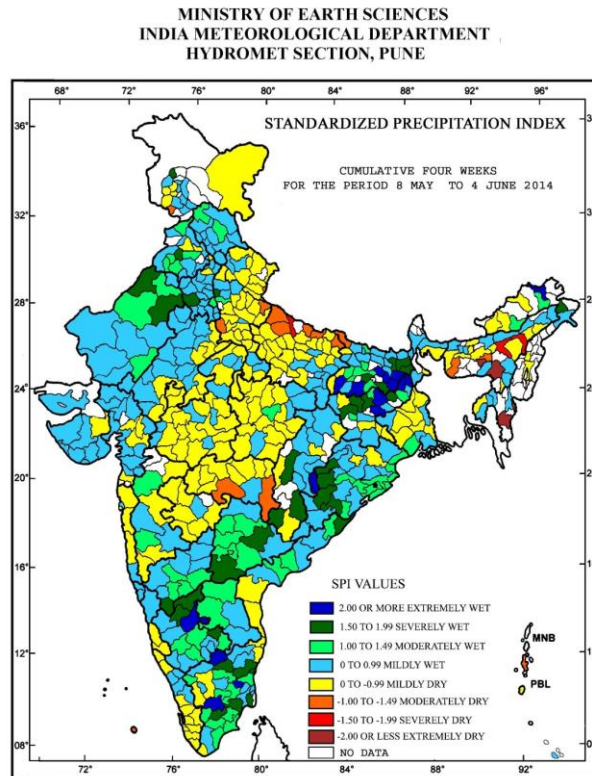 MINISTRY OF EARTH SCIENCES
INDIA METEOROLOGICAL DEPARTMENT
HYDROMET SECTION, PUNE
68° 72° 76° 80° 84° 88° 92° 96°
STANDARDIZED PRECIPITATION INDEX
CUMULATIVE FOUR WEEKS
FOR THE PERIOD 8 MAY TO 4 JUNE 2014
36°
32°
28°
24°
20°
16°
12°
08°
SPI VALUES
2.00 OR MORE EXTREMELY WET
1.50 TO 1.99 SEVERELY WET
1.00 TO 1.49 MODERATELY WET
0 TO 0.99 MILDLY WET
0 TO -0.99 MILDLY DRY
-1.00 TO -1.49 MODERATELY DRY
-1.50 TO -1.99 SEVERELY DRY
-2.00 OR LESS EXTREMELY DRY
NO DATA
MNB
PBL
72° 76° 80° 84° 92°